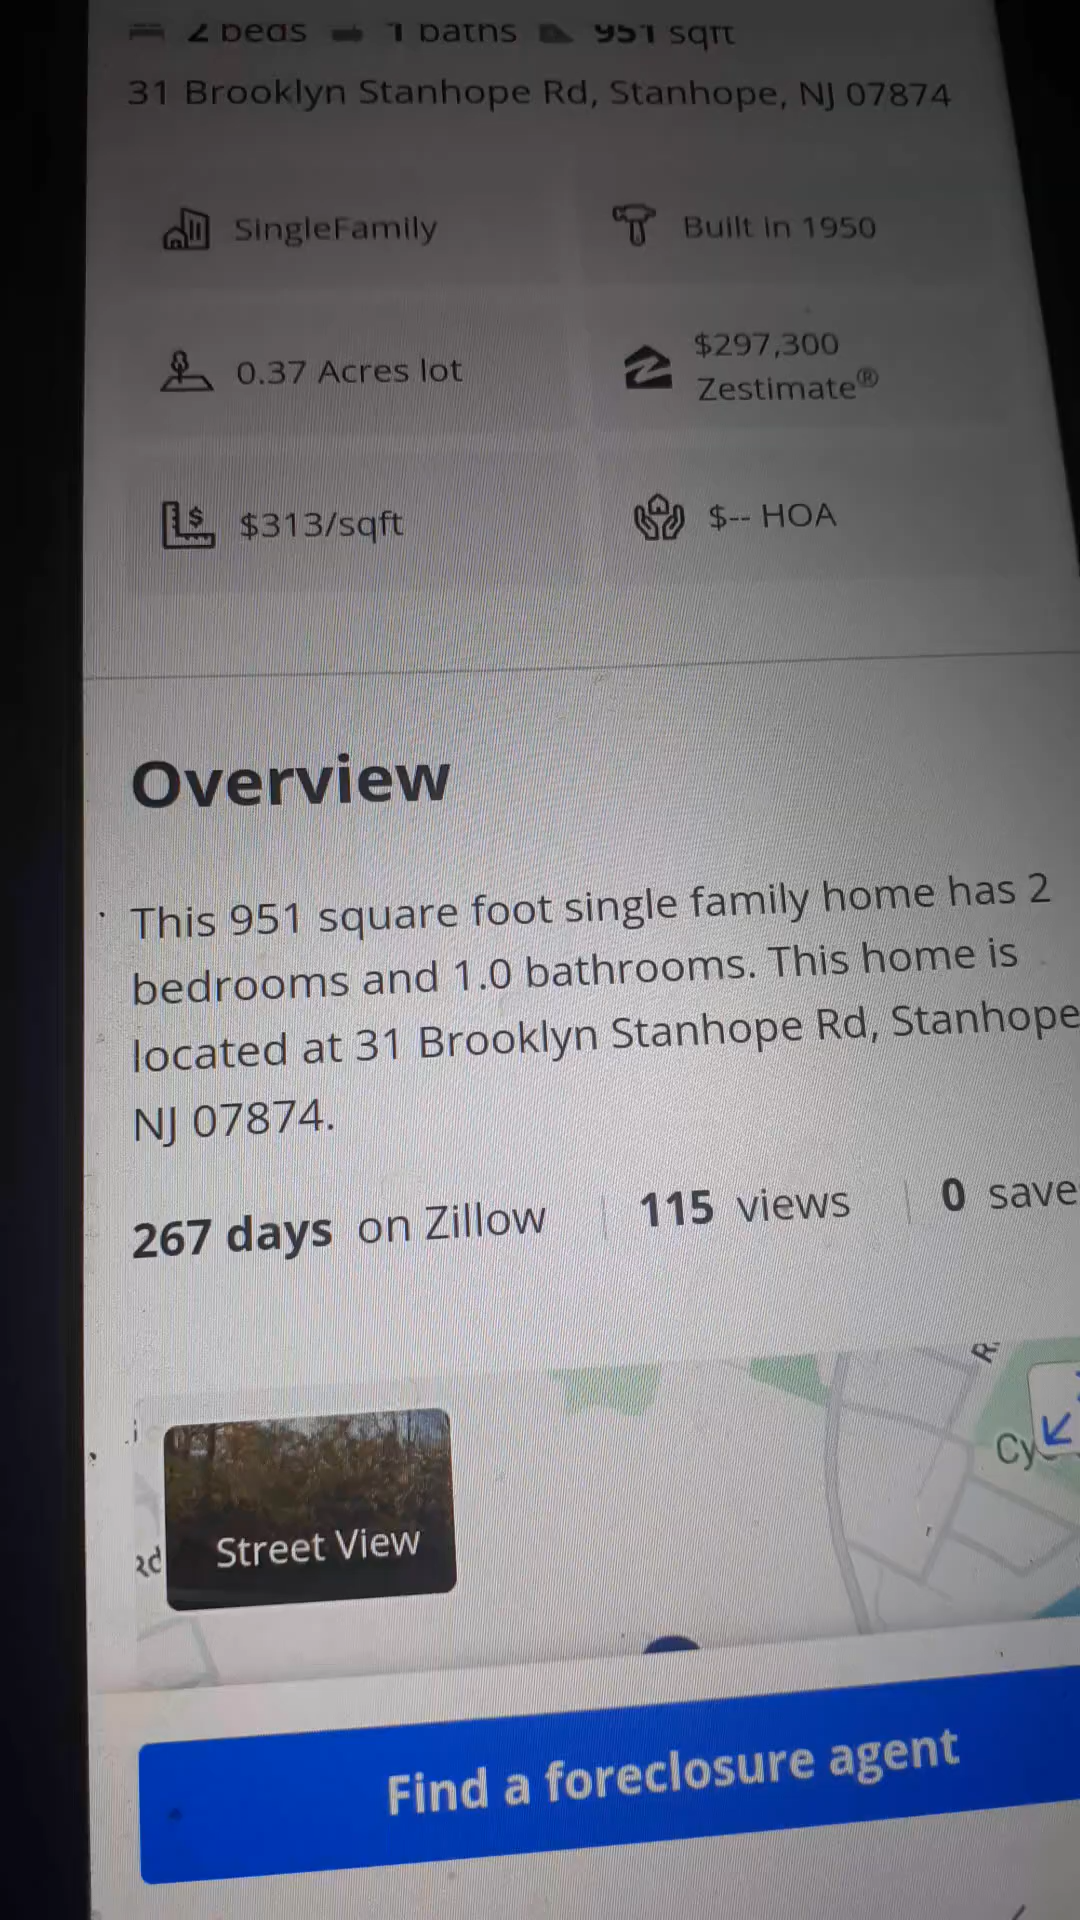 2 beds 1 baths 951 sqft
31 Brooklyn Stanhope Rd, Stanhope, NJ 07874
SingleFamily
Built in 1950
0.37 Acres lot
$297,300
Zestimate®
$313/sqft
$-- HOA
Overview
This 951 square foot single family home has 2
bedrooms and 1.0 bathrooms. This home is
located at 31 Brooklyn Stanhope Rd, Stanhope
NJ 07874.
267 days on Zillow | 115 views | 0 save
R
Cy
Rd
Street View
Find a foreclosure agent